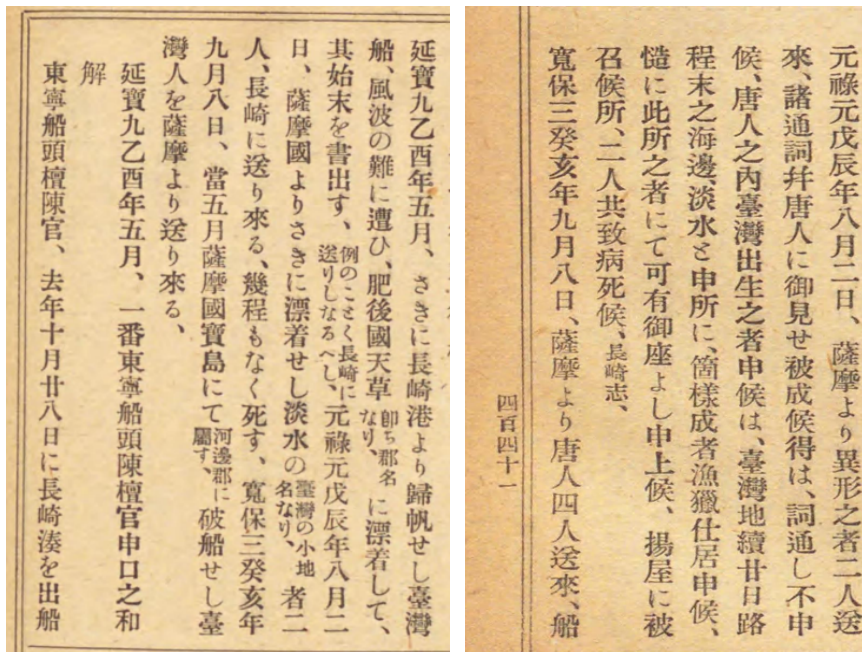 延寶九乙酉年五月、さきに長崎港より歸帆せし臺灣
船、風波の難に遭ひ、肥後國天草卽ち郡名なり、に漂着して、
其始末を書出す、例のことく長崎に送りしなるへし、元祿元戊辰年八月二
日、薩摩國よりさきに漂着せし淡水の臺灣の小地名なり、者二
人、長崎に送り來る、幾程もなく死す、寬保三癸亥年
九月八日、當五月薩摩國寶島にて河邊郡に屬す、破船せし臺
灣人を薩摩より送り來る、
延寶九乙酉年五月、一番東寧船頭陳檀官申口之和
解
東寧船頭檀陳官、去年十月廿八日に長崎湊を出船
元祿元戊辰年八月二日、薩摩より異形之者二人送
來、諸通詞幷唐人に御見せ被成候得は、詞通し不申
候、唐人之內臺灣出生之者申候は、臺灣地續廿日路
程末之海邊、淡水と申所に、箇樣成者漁獵仕居申候、
慥に此所之者にて可有御座よし申上候、揚屋に被
召候所、二人共致病死候、長崎志、
寬保三癸亥年九月八日、薩摩より唐人四人送來、船
四百四十一